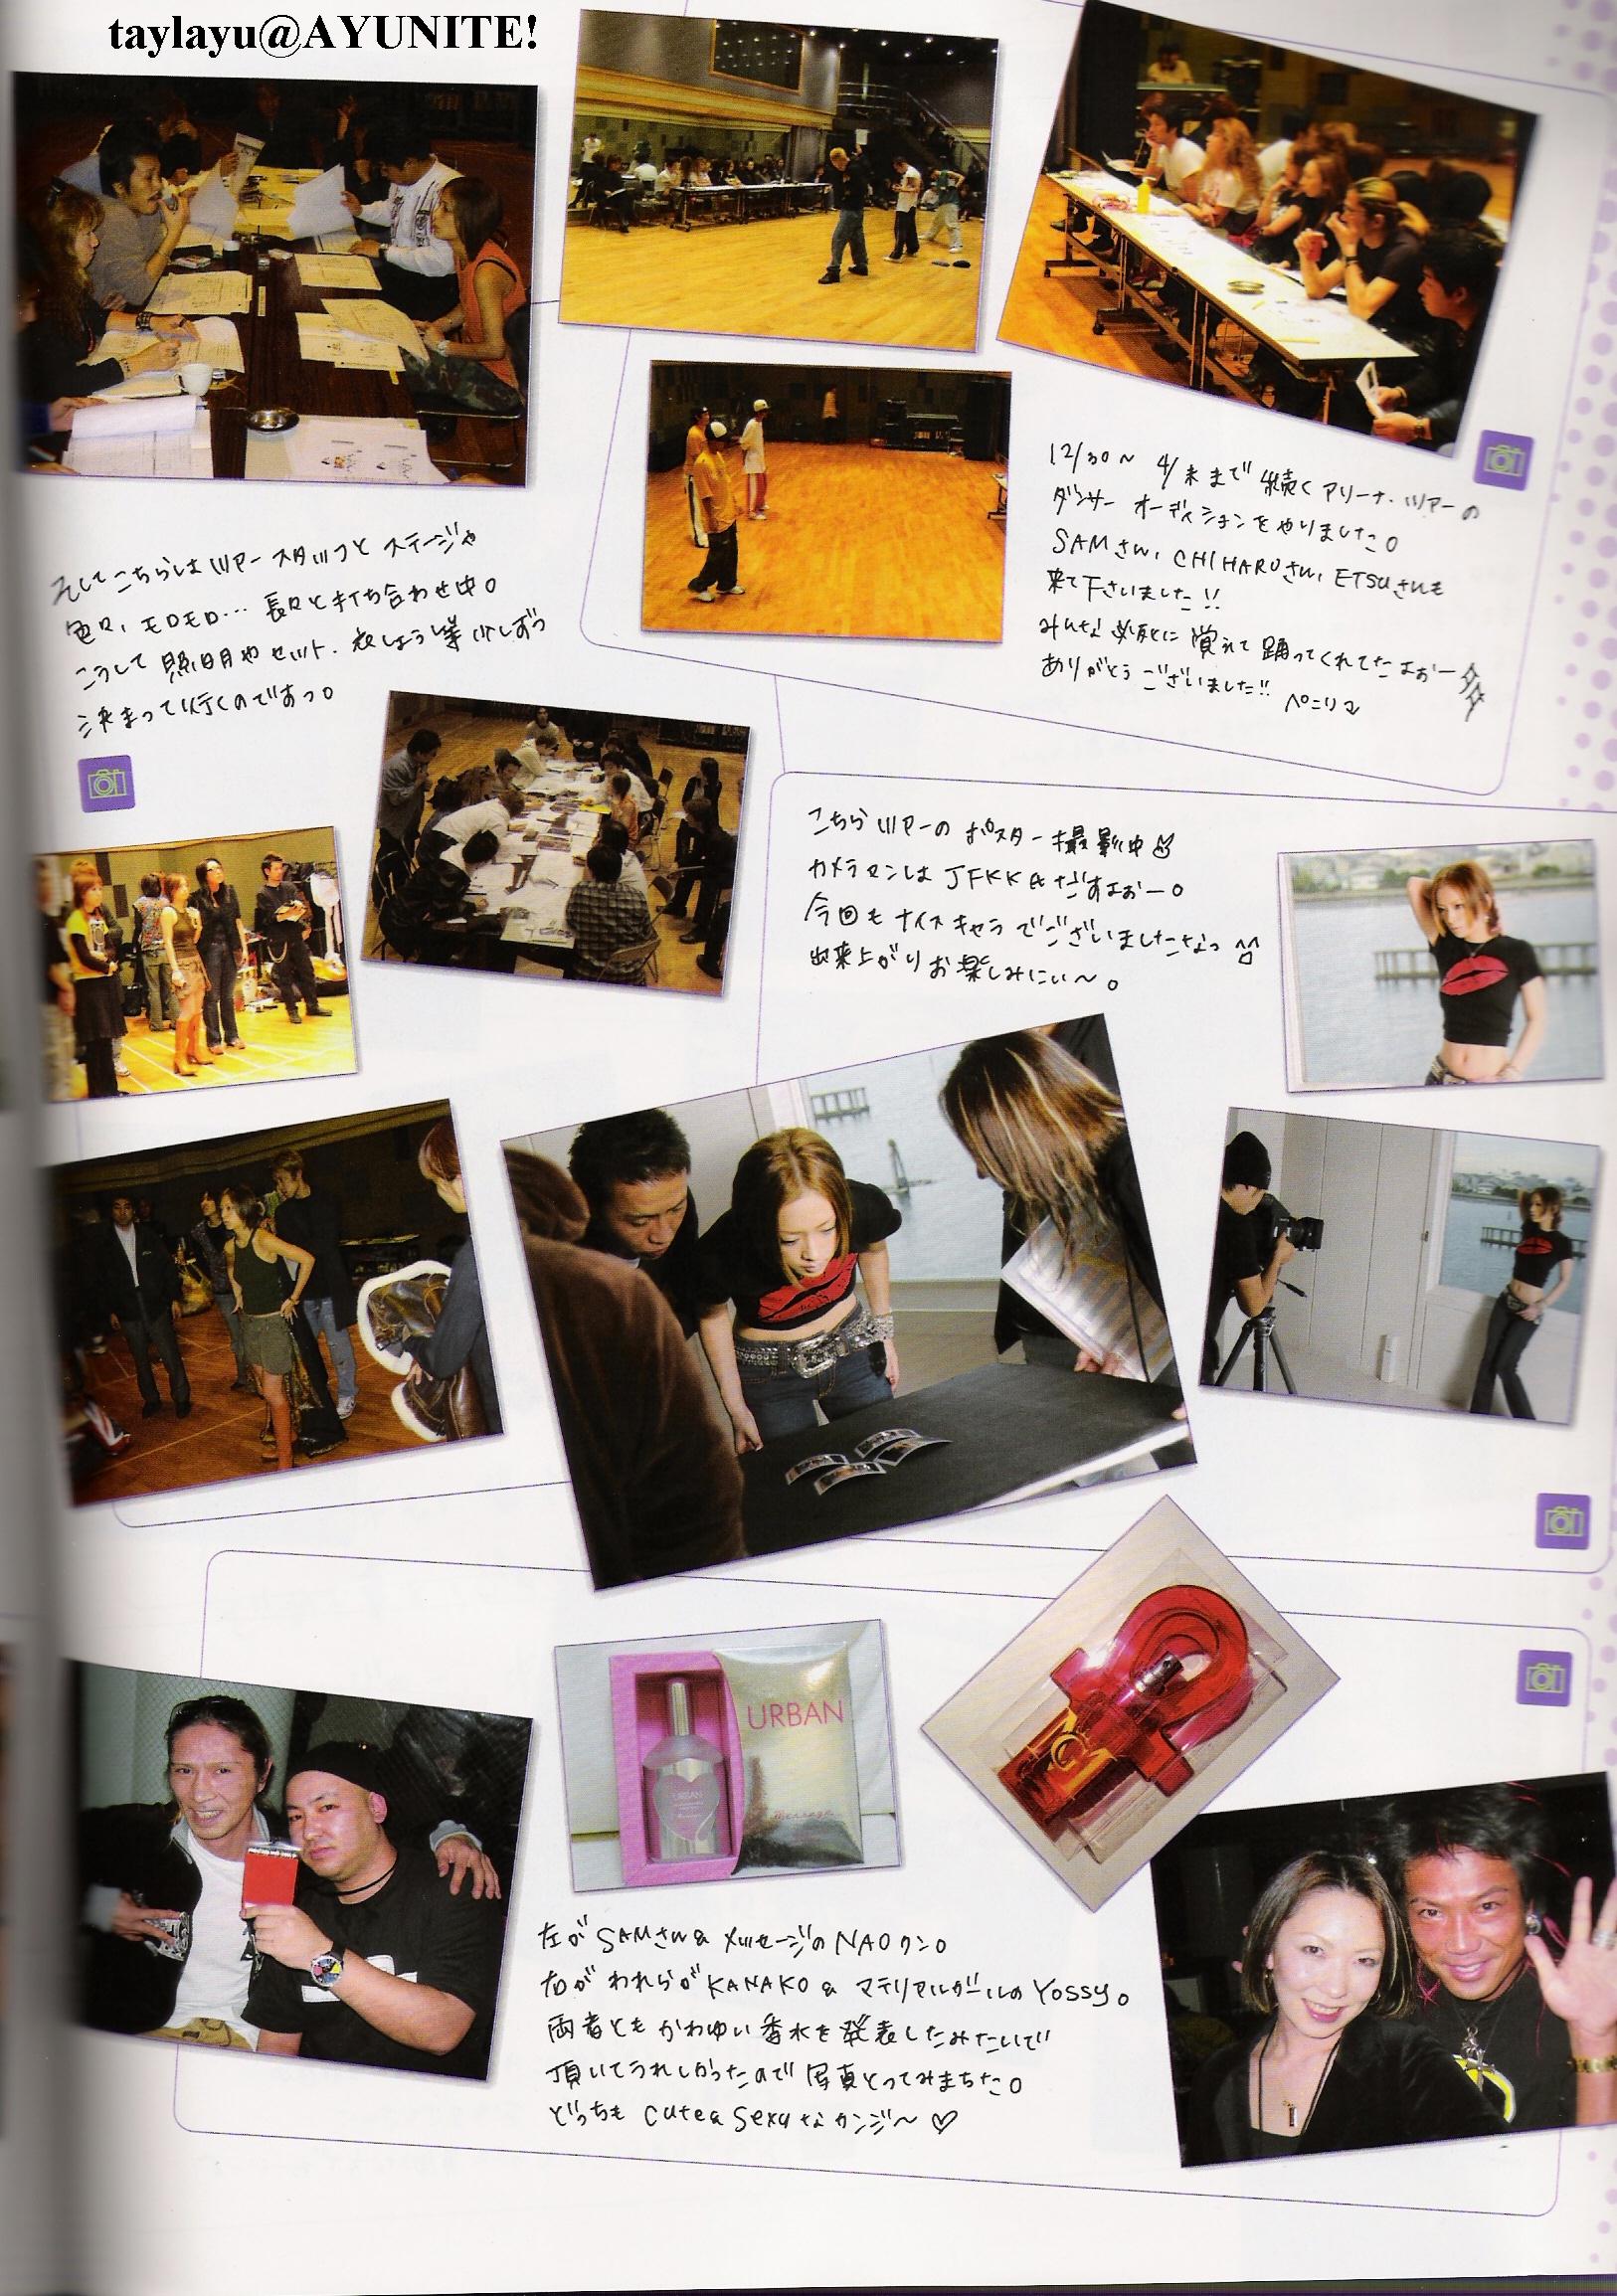 taylayu@AYUNITE!
12/30〜 4/末まで続くアリーナ・ツアーの
ダンサー オーディションをやりました。
SAMさん、CHIHARUさん、ETSUさんも
来て下さいました!!
みんな必死に覚えて踊ってくれてたよぉー
ありがとうございました!! ペニリマ
そしてこちらはツアースタッフとステージや
色々、モロモロ… 長々と打ち合わせ中。
こうして照明やセット、衣しょう等少しずつ
決まって行くのですっ。
こちらツアーのポスター撮影中
カメラマンはJFKKAだすよぉー。
今回もナイスキャラでございましたなっ
出来上がりお楽しみにぃ〜。
URBAN
URBAN
message
左がSAMさん& メッセージのNAOクン。
右がわれらがKANAKO& マテリアルガールのYOSSY。
両者ともかわゆい香水を発表したみたいで
頂いてうれしかったので写真とってみまちた。
どっちも cute& sexyなカンジ〜♡